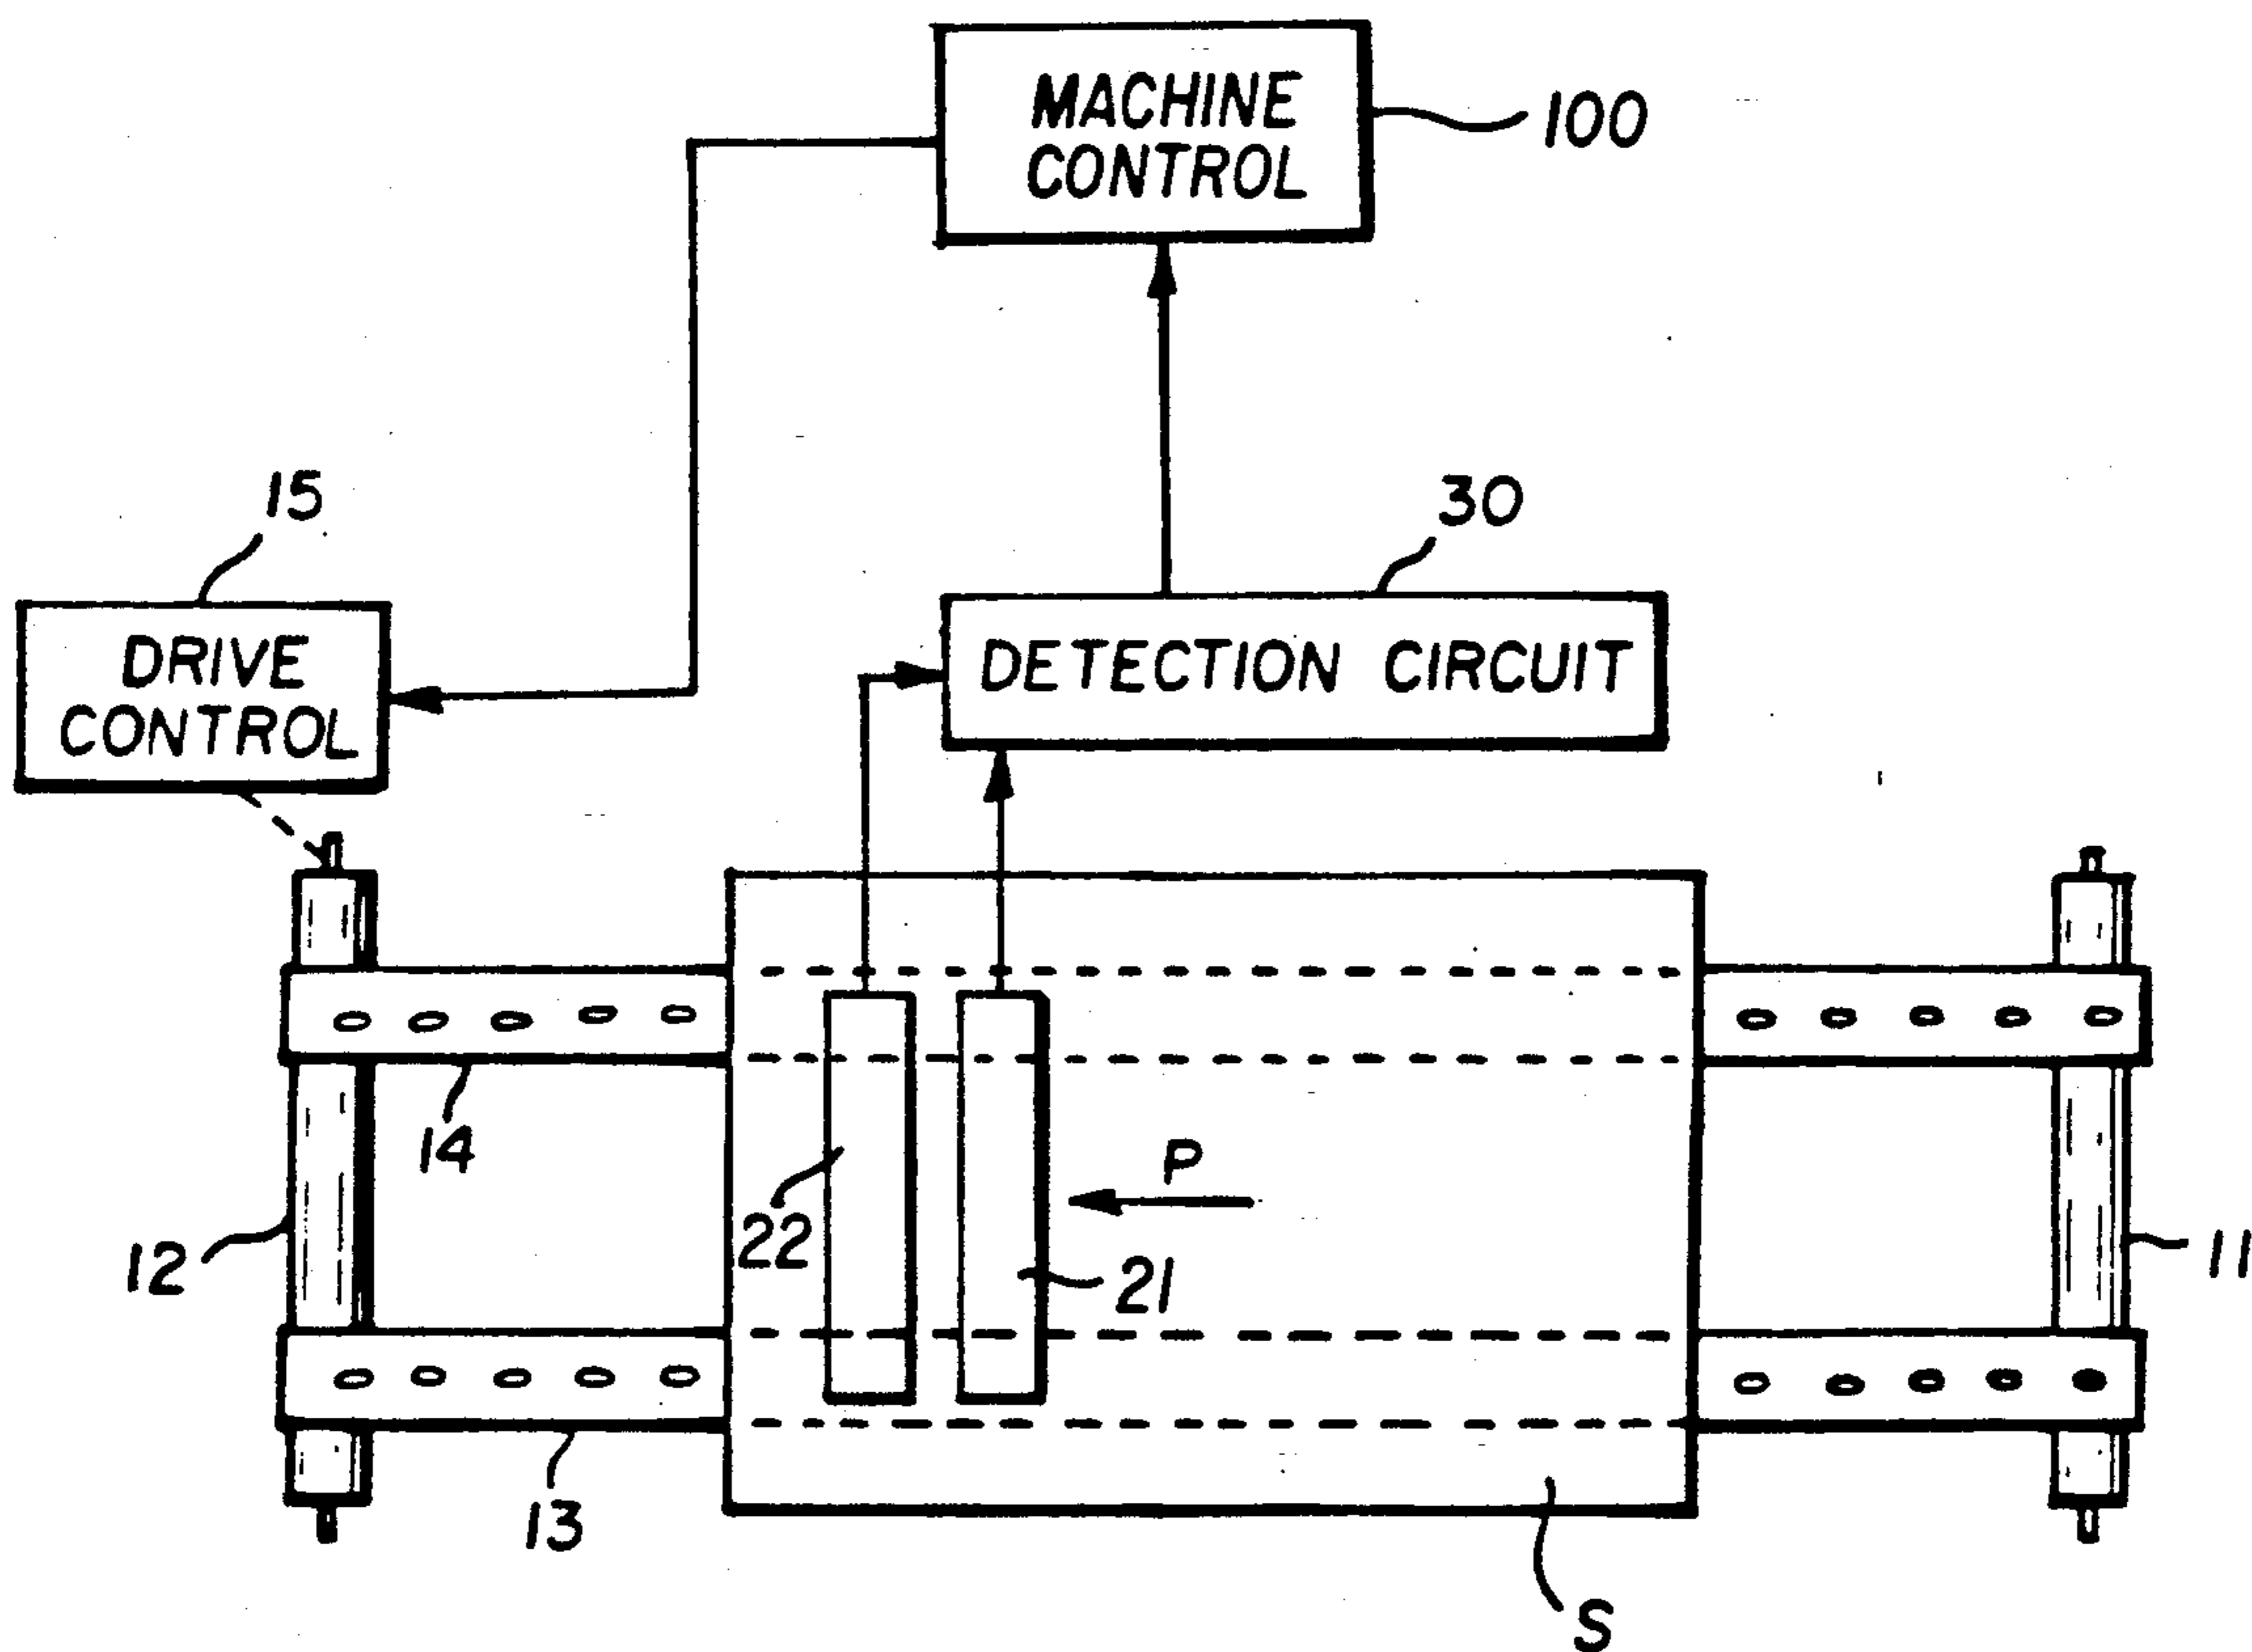 MACHINE
CONTROL
100
15
30
DRIVE
CONTROL
DETECTION CIRCUIT
14
P
22
12
21
11
13
S